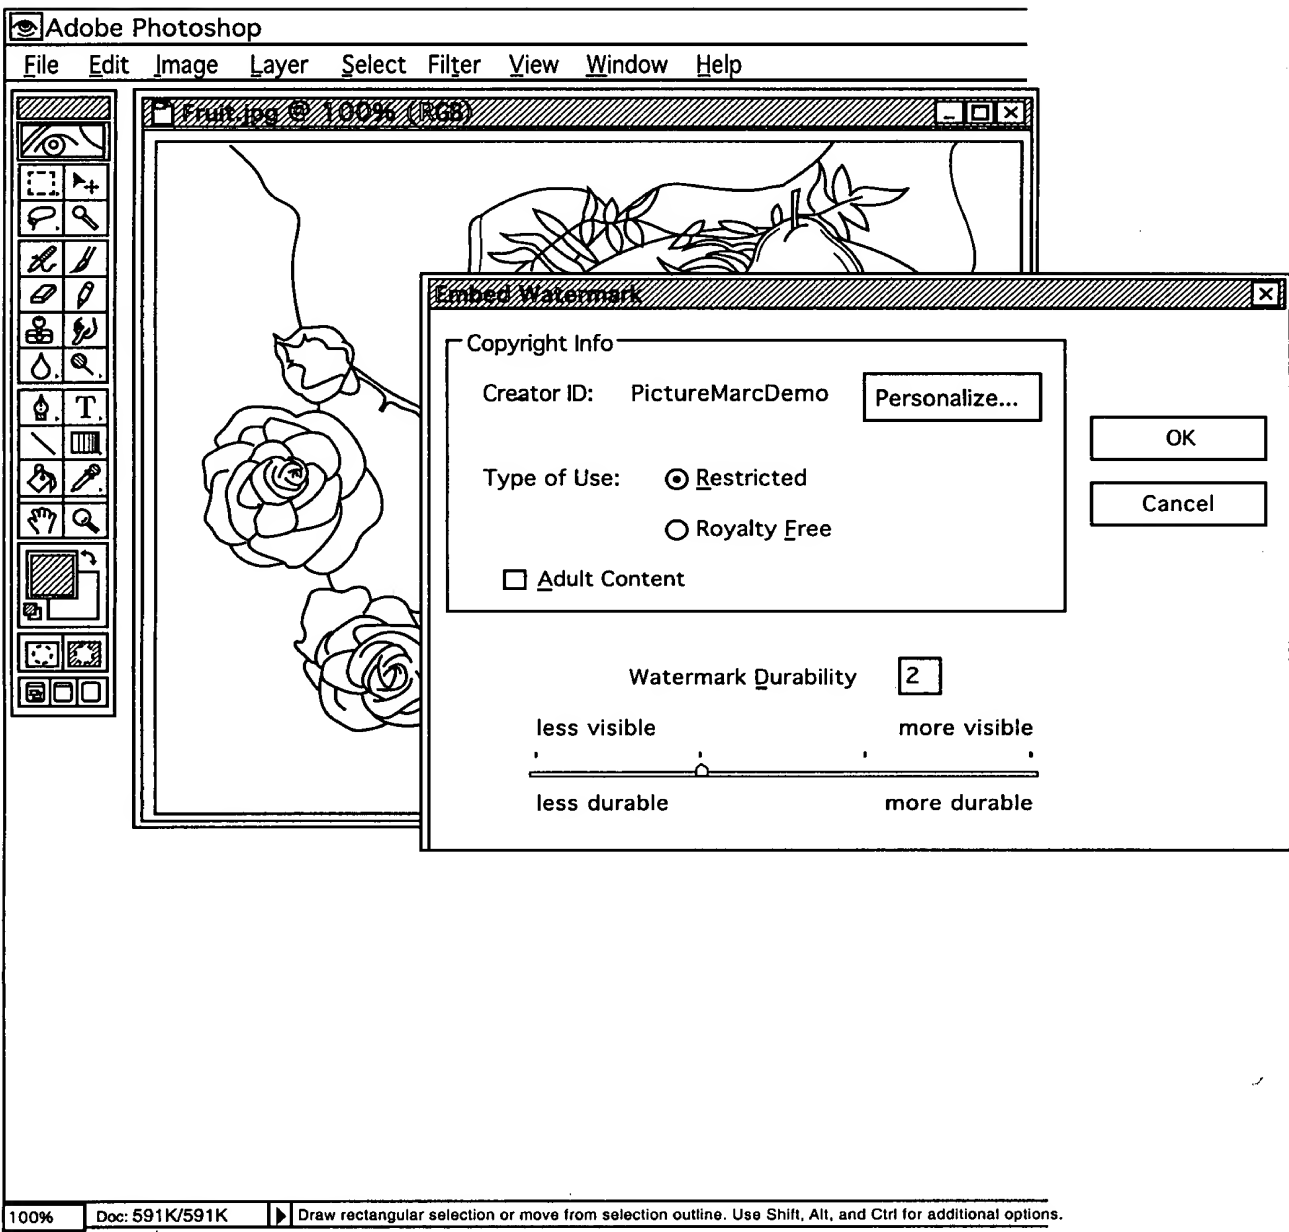 Adobe Photoshop
File Edit Image Layer Select Filter View Window Help
Fruit.jpg @ 100% (RGB)
Embed Watermark
Copyright Info
Creator ID: PictureMarcDemo Personalize...
OK
Type of Use: Restricted
Cancel
Royalty Free
Adult Content
Watermark Durability 2
less visible more visible
less durable more durable
T
100% Doc: 591K/591K Draw rectangular selection or move from selection outline. Use Shift, Alt, and Ctrl for additional options.